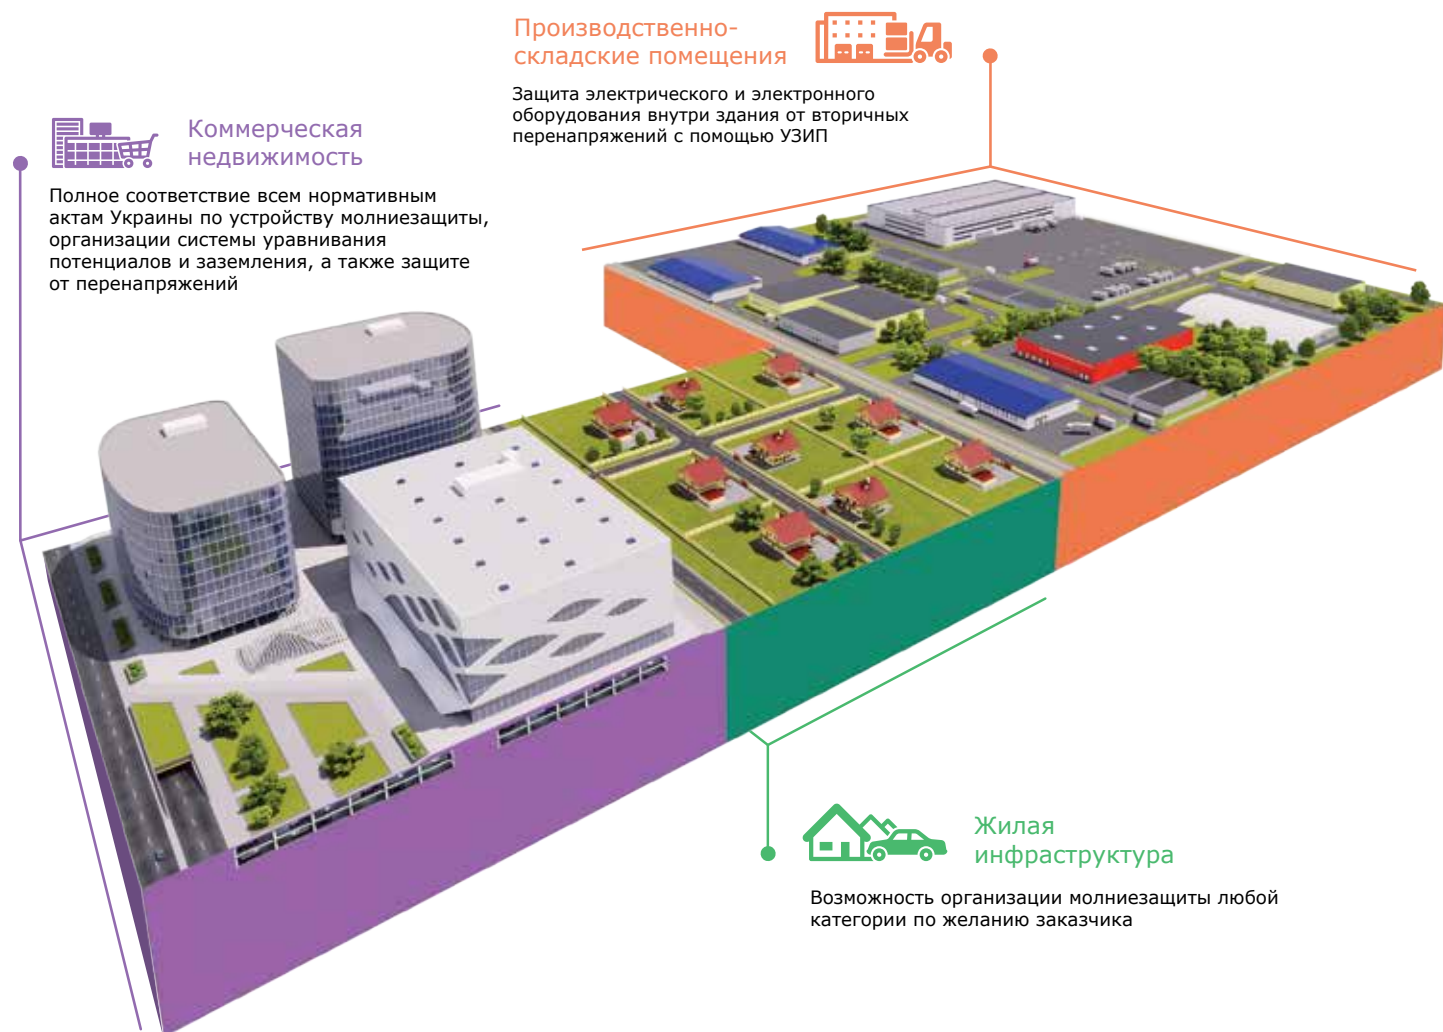 Производственно-
складские помещения
Защита электрического и электронного
оборудования внутри здания от вторичных
перенапряжений с помощью УЗИП
Коммерческая
недвижимость
Полное соответствие всем нормативным
актам Украины по устройству молниезащиты,
организации системы уравнивания
потенциалов и заземления, а также защите
от перенапряжений
Жилая
инфраструктура
Возможность организации молниезащиты любой
категории по желанию заказчика